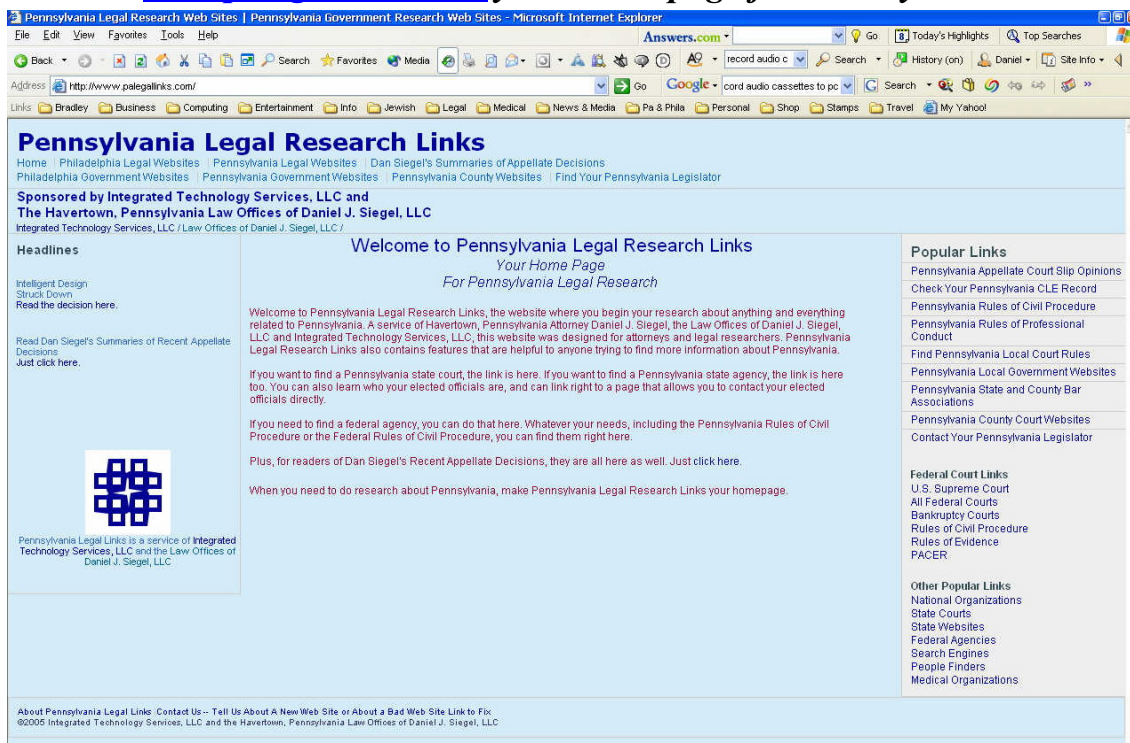 Pennsylvania Legal Research Web Sites | Pennsylvania Government Research Web Sites - Microsoft Internet Explorer
File Edit View Favorites Tools Help
Answers.com Go Today's Highlights Top Searches
Back Search Favorites Media record audio c Search History (on) Daniel Site Info
Address http://www.palegallinks.com/ Go Google cord audio cassettes to pc Search
Links Bradley Business Computing Entertainment Info Jewish Legal Medical News & Media Pa & Phila Personal Shop Stamps Travel My Yahoo!
Pennsylvania Legal Research Links
Home | Philadelphia Legal Websites | Pennsylvania Legal Websites | Dan Siegel's Summaries of Appellate Decisions
Philadelphia Government Websites | Pennsylvania Government Websites | Pennsylvania County Websites | Find Your Pennsylvania Legislator
Sponsored by Integrated Technology Services, LLC and
The Havertown, Pennsylvania Law Offices of Daniel J. Siegel, LLC
Integrated Technology Services, LLC / Law Offices of Daniel J. Siegel, LLC /
Headlines
Intelligent Design
Struck Down
Read the decision here.
Read Dan Siegel's Summaries of Recent Appellate
Decisions
Just click here.
Pennsylvania Legal Links is a service of Integrated
Technology Services, LLC and the Law Offices of
Daniel J. Siegel, LLC
Welcome to Pennsylvania Legal Research Links
Your Home Page
For Pennsylvania Legal Research
Welcome to Pennsylvania Legal Research Links, the website where you begin your research about anything and everything
related to Pennsylvania. A service of Havertown, Pennsylvania Attorney Daniel J. Siegel, the Law Offices of Daniel J. Siegel,
LLC and Integrated Technology Services, LLC, this website was designed for attorneys and legal researchers. Pennsylvania
Legal Research Links also contains features that are helpful to anyone trying to find more information about Pennsylvania.
If you want to find a Pennsylvania state court, the link is here. If you want to find a Pennsylvania state agency, the link is here
too. You can also learn who your elected officials are, and can link right to a page that allows you to contact your elected
officials directly.
If you need to find a federal agency, you can do that here. Whatever your needs, including the Pennsylvania Rules of Civil
Procedure or the Federal Rules of Civil Procedure, you can find them right here.
Plus, for readers of Dan Siegel's Recent Appellate Decisions, they are all here as well. Just click here.
When you need to do research about Pennsylvania, make Pennsylvania Legal Research Links your homepage.
Popular Links
Pennsylvania Appellate Court Slip Opinions
Check Your Pennsylvania CLE Record
Pennsylvania Rules of Civil Procedure
Pennsylvania Rules of Professional
Conduct
Find Pennsylvania Local Court Rules
Pennsylvania Local Government Websites
Pennsylvania State and County Bar
Associations
Pennsylvania County Court Websites
Contact Your Pennsylvania Legislator
Federal Court Links
U.S. Supreme Court
All Federal Courts
Bankruptcy Courts
Rules of Civil Procedure
Rules of Evidence
PACER
Other Popular Links
National Organizations
State Courts
State Websites
Federal Agencies
Search Engines
People Finders
Medical Organizations
About Pennsylvania Legal Links Contact Us -- Tell Us About A New Web Site or About a Bad Web Site Link to Fix
©2005 Integrated Technology Services, LLC and the Havertown, Pennsylvania Law Offices of Daniel J. Siegel, LLC